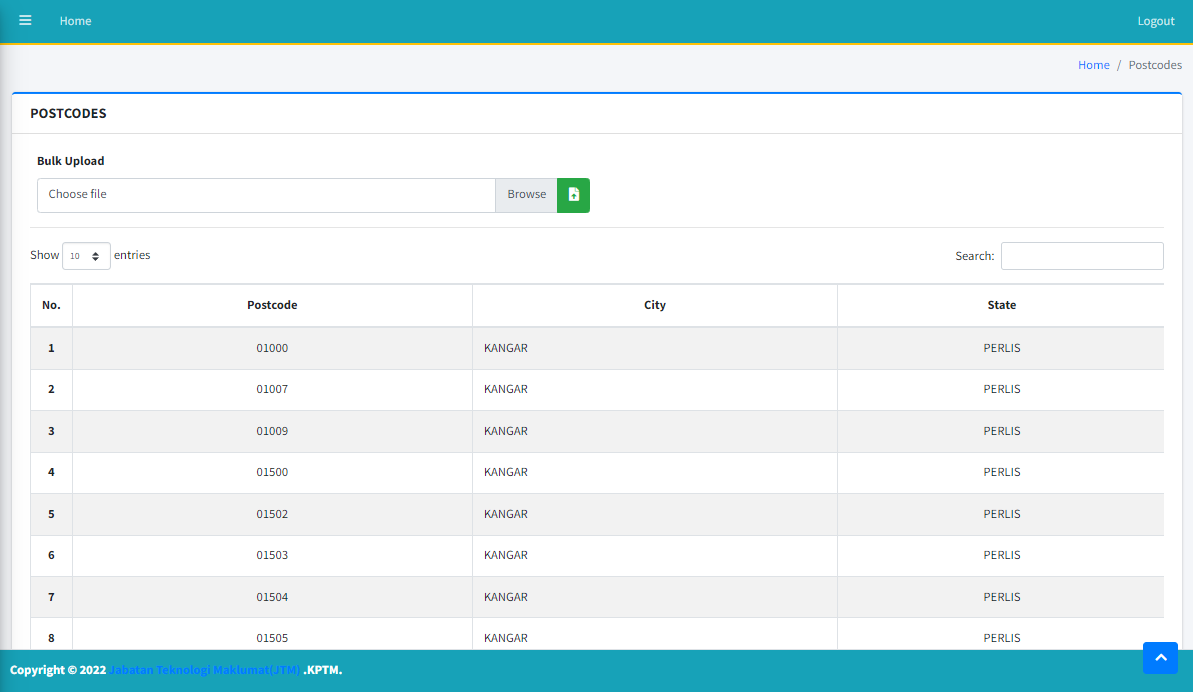 Home Logout
Home / Postcodes
POSTCODES
Bulk Upload
Choose file Browse
Show 10 entries Search:
No. Postcode City State
1 01000 KANGAR PERLIS
2 01007 KANGAR PERLIS
3 01009 KANGAR PERLIS
4 01500 KANGAR PERLIS
5 01502 KANGAR PERLIS
6 01503 KANGAR PERLIS
7 01504 KANGAR PERLIS
8 01505 KANGAR PERLIS
Copyright © 2022 Jabatan Teknologi Maklumat(JTM) .KPTM.